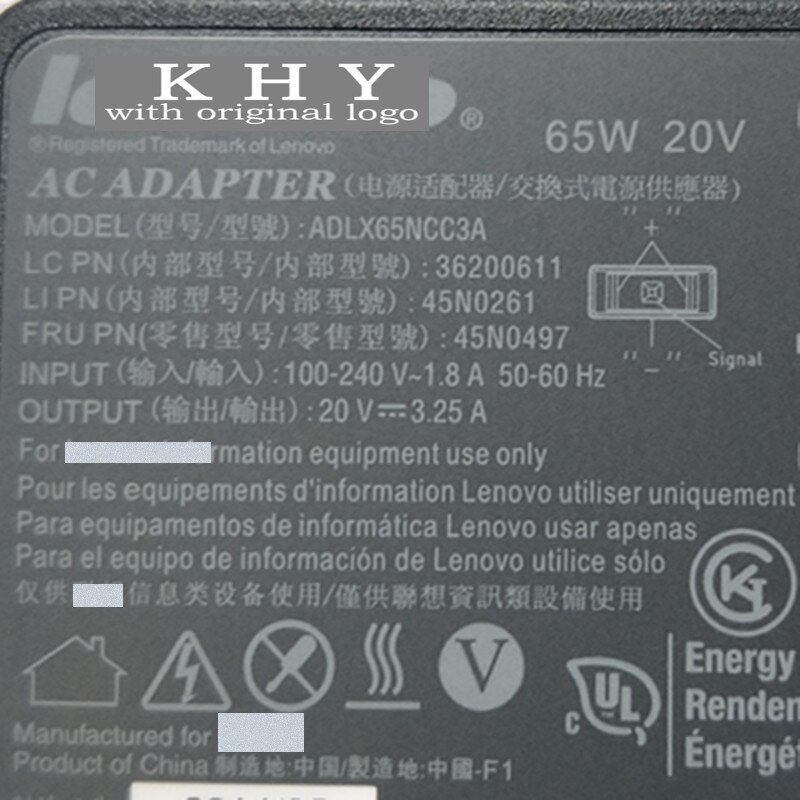 K H Y
with original logo
®
® Registered Trademark of Lenovo
65W 20V
AC ADAPTER (电源适配器/交換式電源供應器)
MODEL (型号/型號) : ADLX65NCC3A
LC PN (内部型号/內部型號) : 36200611
LI PN (内部型号/內部型號) : 45N0261
FRU PN(零售型号/零售型號) : 45N0497
INPUT (输入/輸入) : 100-240 V~1.8 A 50-60 Hz
OUTPUT (输出/輸出) : 20 V⎓3.25 A
" + "
" − "
Signal
For rmation equipment use only
Pour les equipements d'information Lenovo utiliser uniquement
Para equipamentos de informática Lenovo usar apenas
Para el equipo de información de Lenovo utilice sólo
仅供 信息类设备使用/僅供聯想資訊類設備使用
V
c UL
Energy
Renden
Énergét
Manufactured for
Product of China 制造地:中国/製造地:中國-F1